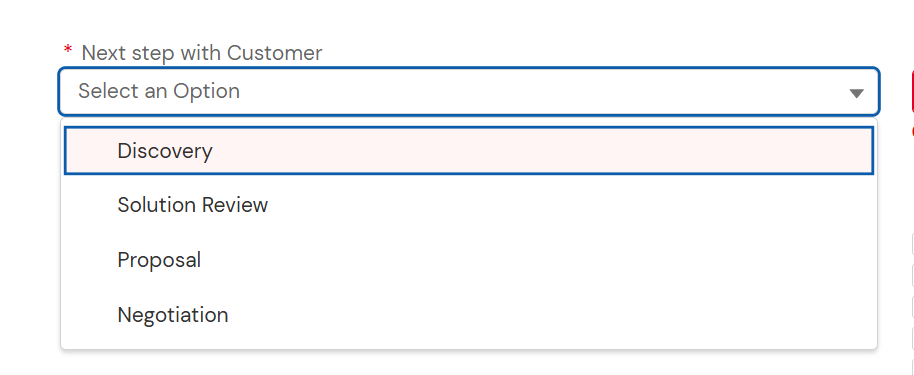 * Next step with Customer
Select an Option
Discovery
Solution Review
Proposal
Negotiation